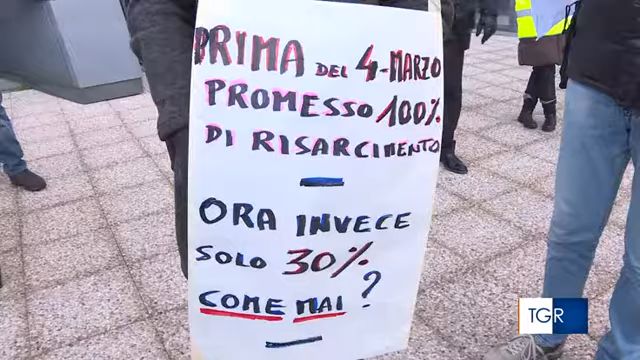 PRIMA DEL 4-MARZO
PROMESSO 100%
DI RISARCIMENTO
ORA INVECE
SOLO 30%
COME MAI?
TGR